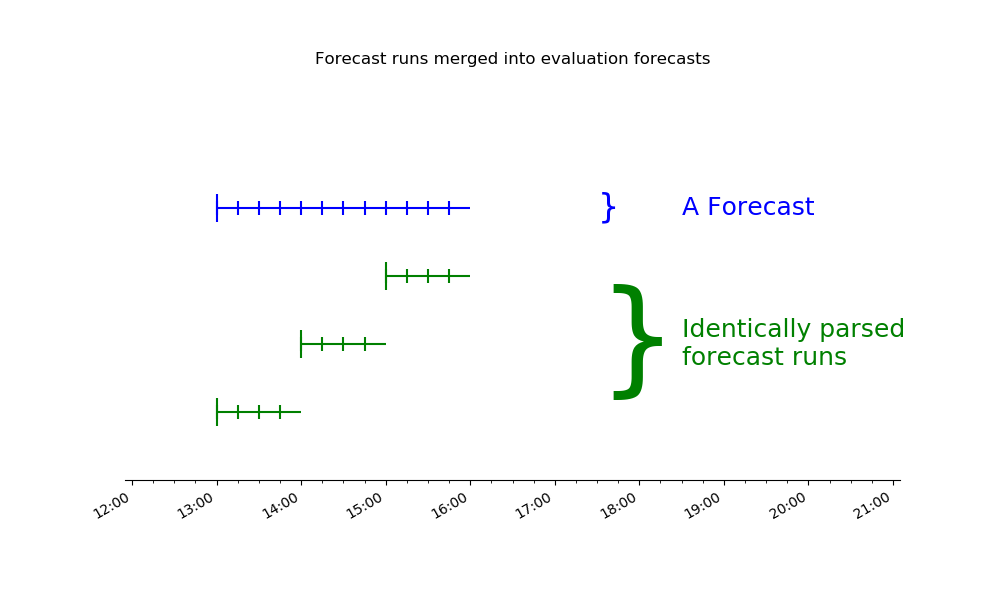 Forecast runs merged into evaluation forecasts
} A Forecast
} Identically parsed
forecast runs
12:00 13:00 14:00 15:00 16:00 17:00 18:00 19:00 20:00 21:00